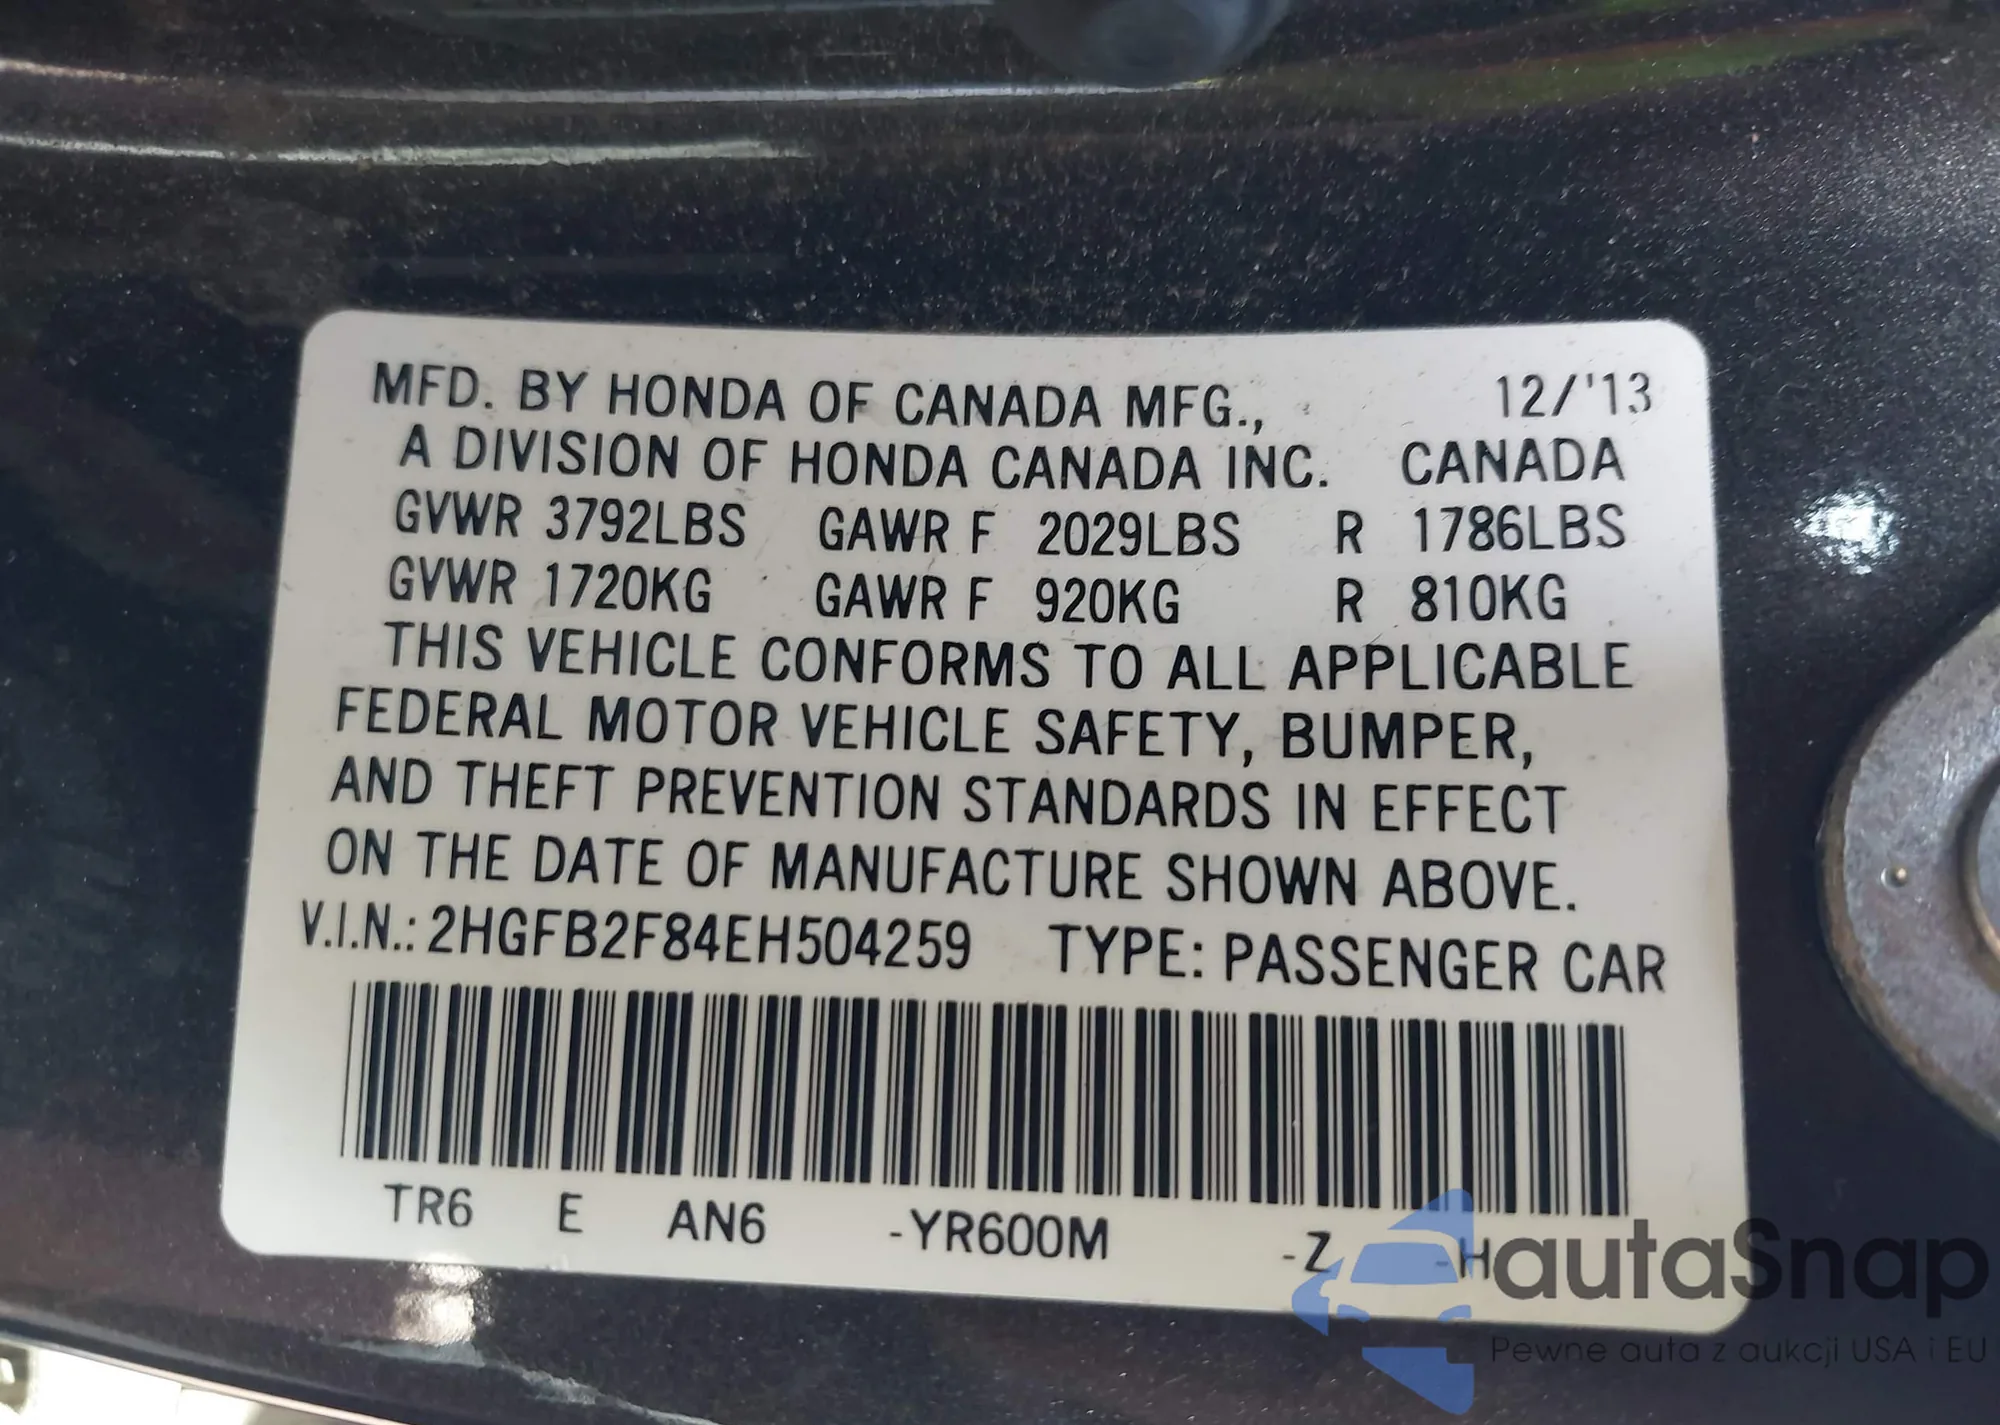 MFD. BY HONDA OF CANADA MFG., 12/'13
A DIVISION OF HONDA CANADA INC. CANADA
GVWR 3792LBS GAWR F 2029LBS R 1786LBS
GVWR 1720KG GAWR F 920KG R 810KG
THIS VEHICLE CONFORMS TO ALL APPLICABLE
FEDERAL MOTOR VEHICLE SAFETY, BUMPER,
AND THEFT PREVENTION STANDARDS IN EFFECT
ON THE DATE OF MANUFACTURE SHOWN ABOVE.
V.I.N.: 2HGFB2F84EH504259 TYPE: PASSENGER CAR
TR6 E AN6 -YR600M -Z -H
autaSnap
Pewne auta z aukcji USA i EU